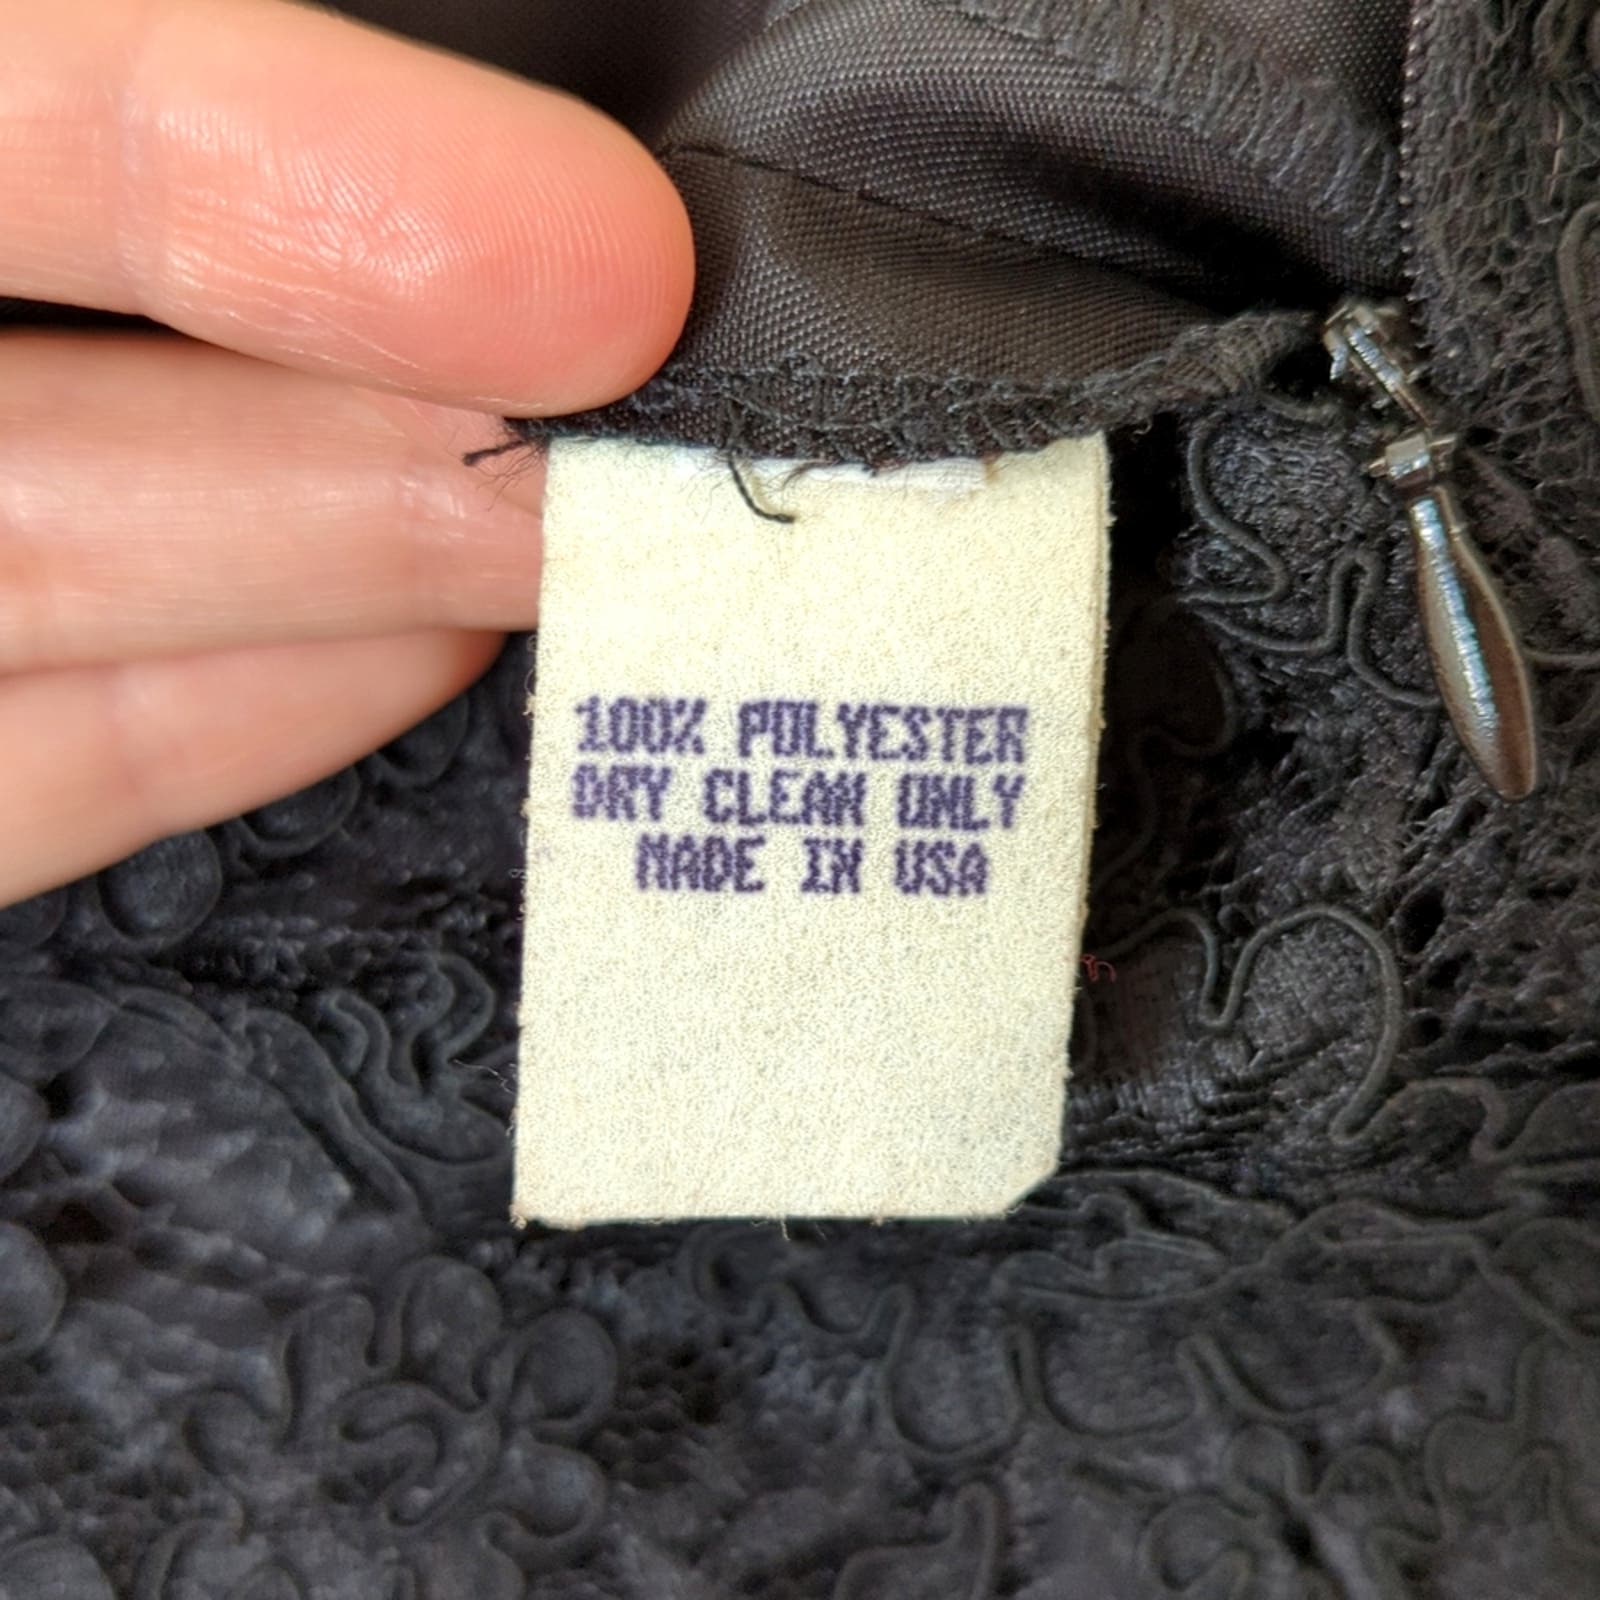 100% POLYESTER
DRY CLEAN ONLY
MADE IN USA